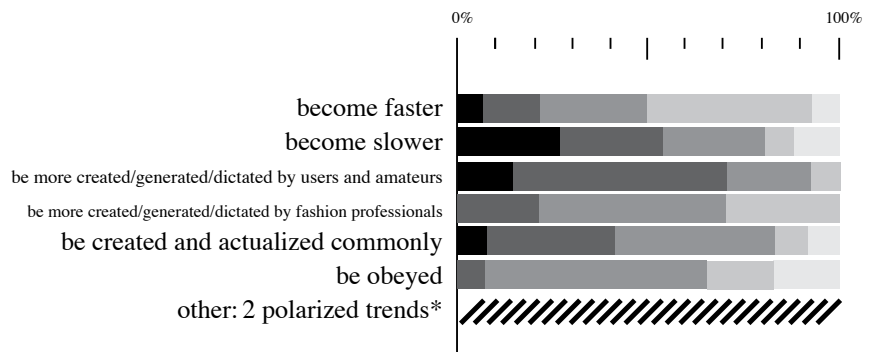 0% 100%
become faster
become slower
be more created/generated/dictated by users and amateurs
be more created/generated/dictated by fashion professionals
be created and actualized commonly
be obeyed
other: 2 polarized trends*